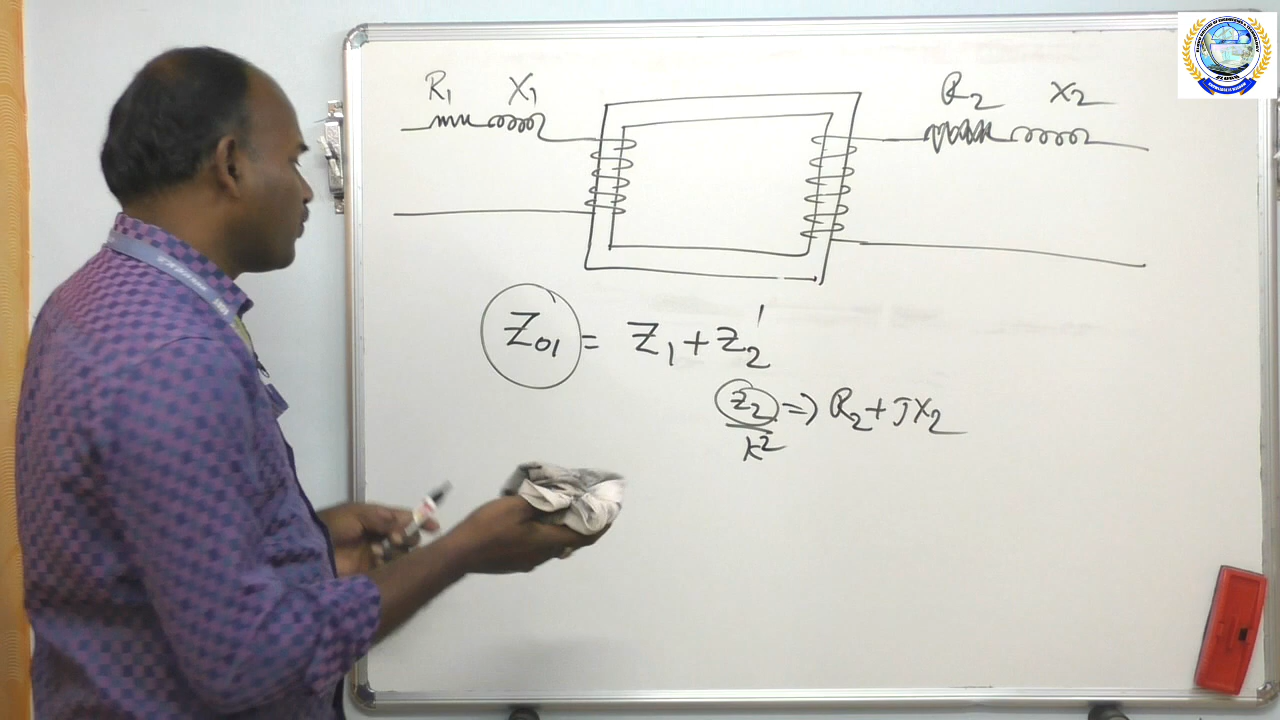 R₁ X₁ R₂ X₂
Z₀₁ = Z₁ + Z₂'
Z₂/K² => R₂ + JX₂